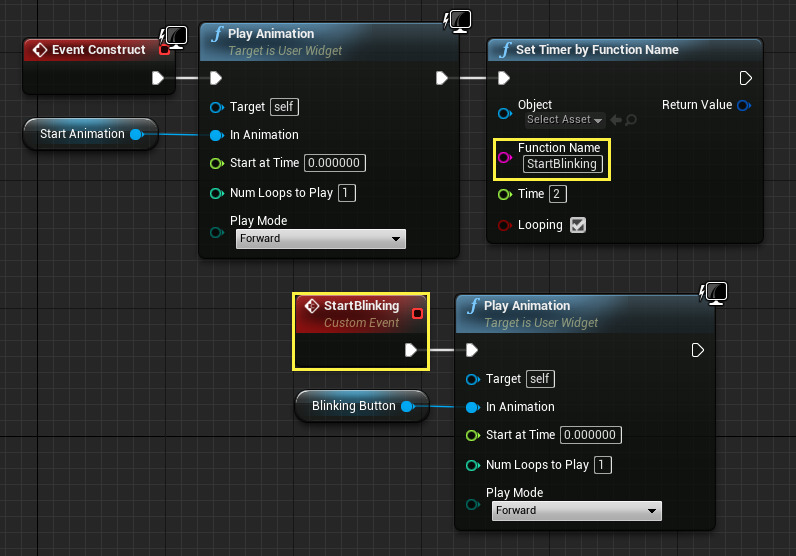 Event Construct
Start Animation
Play Animation
Target is User Widget
Target self
In Animation
Start at Time 0.000000
Num Loops to Play 1
Play Mode
Forward
Set Timer by Function Name
Object Return Value
Select Asset
Function Name
StartBlinking
Time 2
Looping
StartBlinking
Custom Event
Blinking Button
Play Animation
Target is User Widget
Target self
In Animation
Start at Time 0.000000
Num Loops to Play 1
Play Mode
Forward